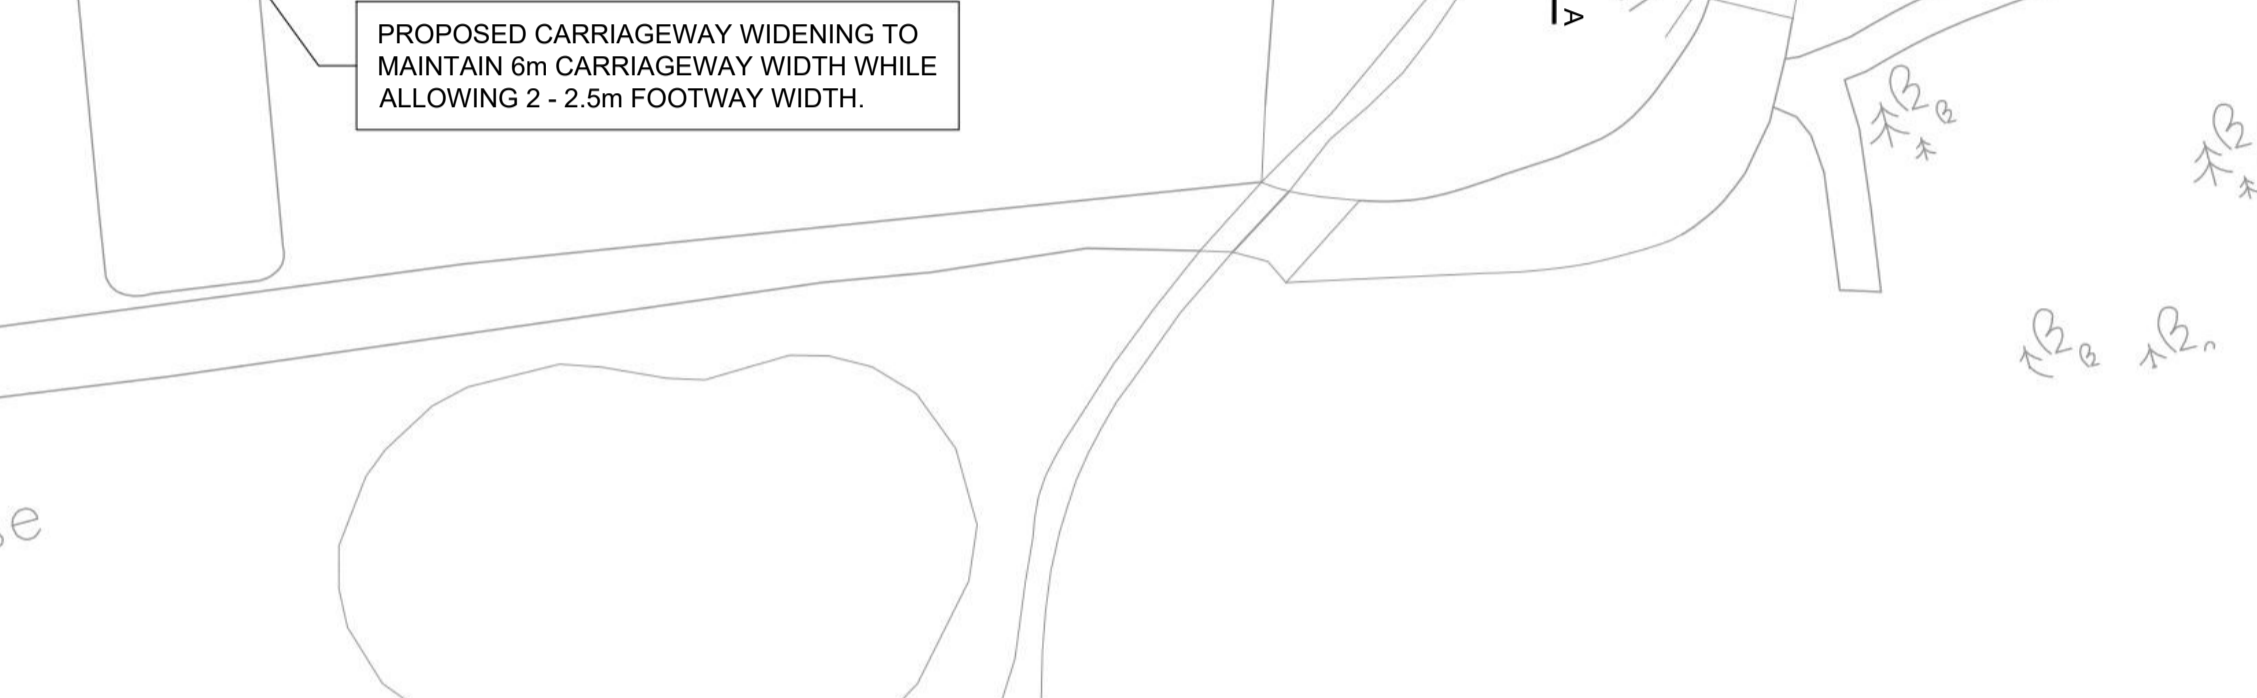 PROPOSED CARRIAGEWAY WIDENING TO
MAINTAIN 6m CARRIAGEWAY WIDTH WHILE
ALLOWING 2 - 2.5m FOOTWAY WIDTH.
A
e